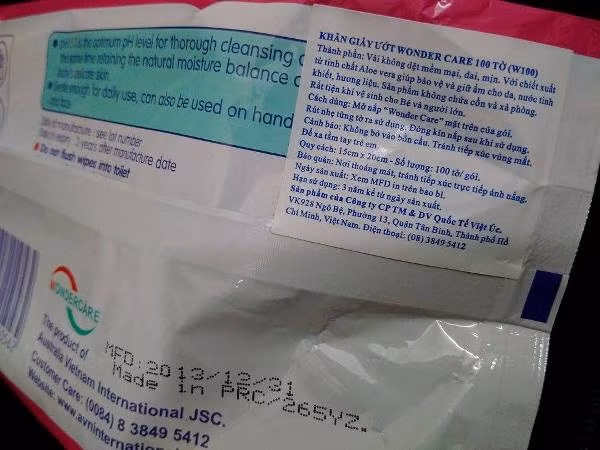 pH 5.5 is the optimum pH level for thorough cleansing
the same time retaining the natural moisture balance
baby's delicate skin.
Gentle enough for daily use, can also be used on hand
and face
Date of manufacture: see lot number
Date of expiry: 3 years after manufacture date
Do not flush wipes into toilet
KHĂN GIẤY ƯỚT WONDER CARE 100 TỜ (W100)
Thành phần: Vải không dệt mềm mại, dai, mịn. Với chiết xuất
từ tinh chất Aloe vera giúp bảo vệ và giữ ẩm cho da, nước tinh
khiết, hương liệu. Sản phẩm không chứa cồn và xà phòng.
Rất tiện khi vệ sinh cho Bé và người lớn.
Cách dùng: Mở nắp "Wonder Care" mặt trên của gói.
Rút nhẹ từng tờ ra sử dụng. Đóng kín nắp sau khi sử dụng.
Cảnh báo: Không bỏ vào bồn cầu. Tránh tiếp xúc vùng mắt.
Để xa tầm tay trẻ em.
Quy cách: 15cm x 20cm - Số lượng: 100 tờ/ gói.
Bảo quản: Nơi thoáng mát, tránh tiếp xúc trực tiếp ánh nắng.
Ngày sản xuất: Xem MFD in trên bao bì.
Hạn sử dụng: 3 năm kể từ ngày sản xuất.
Sản phẩm của Công ty CP TM & DV Quốc Tế Việt Úc.
VK928 Ngô Bệ, Phường 13, Quận Tân Bình, Thành phố Hồ
Chí Minh, Việt Nam. Điện thoại: (08) 3849 5412
WONDERCARE
MFD:2013/12/31
Made in PRC/265YZ.
The product of
Australia Vietnam International JSC.
Customer Care: (0084) 8 3849 5412
Website: www.avninternation